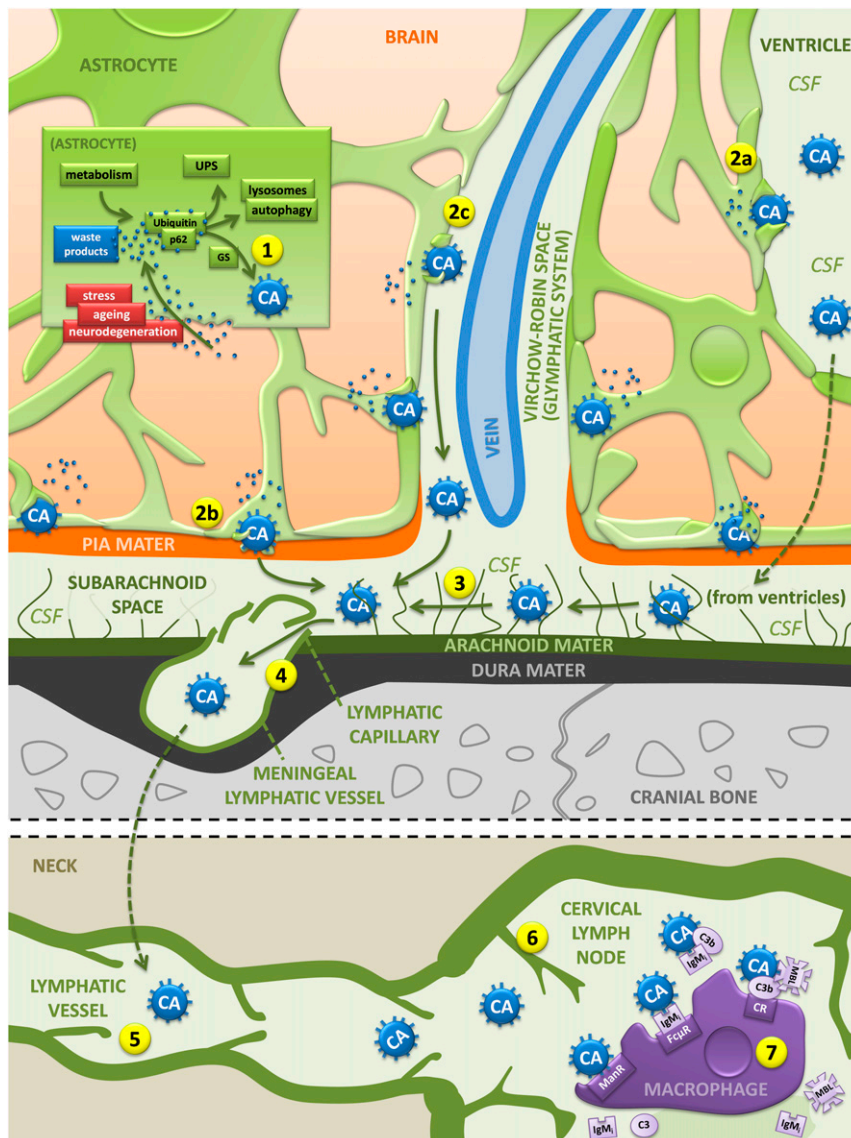 BRAIN
VENTRICLE
ASTROCYTE
CSF
(ASTROCYTE)
metabolism
UPS
lysosomes
autophagy
Ubiquitin
p62
waste
products
GS
1
CA
stress
ageing
neurodegeneration
2c
CA
2a
CA
CA
CSF
CA
VIRCHOW-ROBIN SPACE
(GLYMPHATIC SYSTEM)
VEIN
CA
CA
CA
CA
2b
CA
CA
PIA MATER
SUBARACHNOID
SPACE
CSF
CSF
3
CA
CA
CA
(from ventricles)
CSF
ARACHNOID MATER
DURA MATER
4
CA
LYMPHATIC
CAPILLARY
MENINGEAL
LYMPHATIC VESSEL
CRANIAL BONE
NECK
6
CERVICAL
LYMPH
NODE
CA
C3b
IgMi
CA
MBL
C3b
CR
LYMPHATIC
VESSEL
CA
5
CA
CA
CA
IgMi
FcμR
CA
ManR
7
MACROPHAGE
MBL
IgMi
C3
IgMi